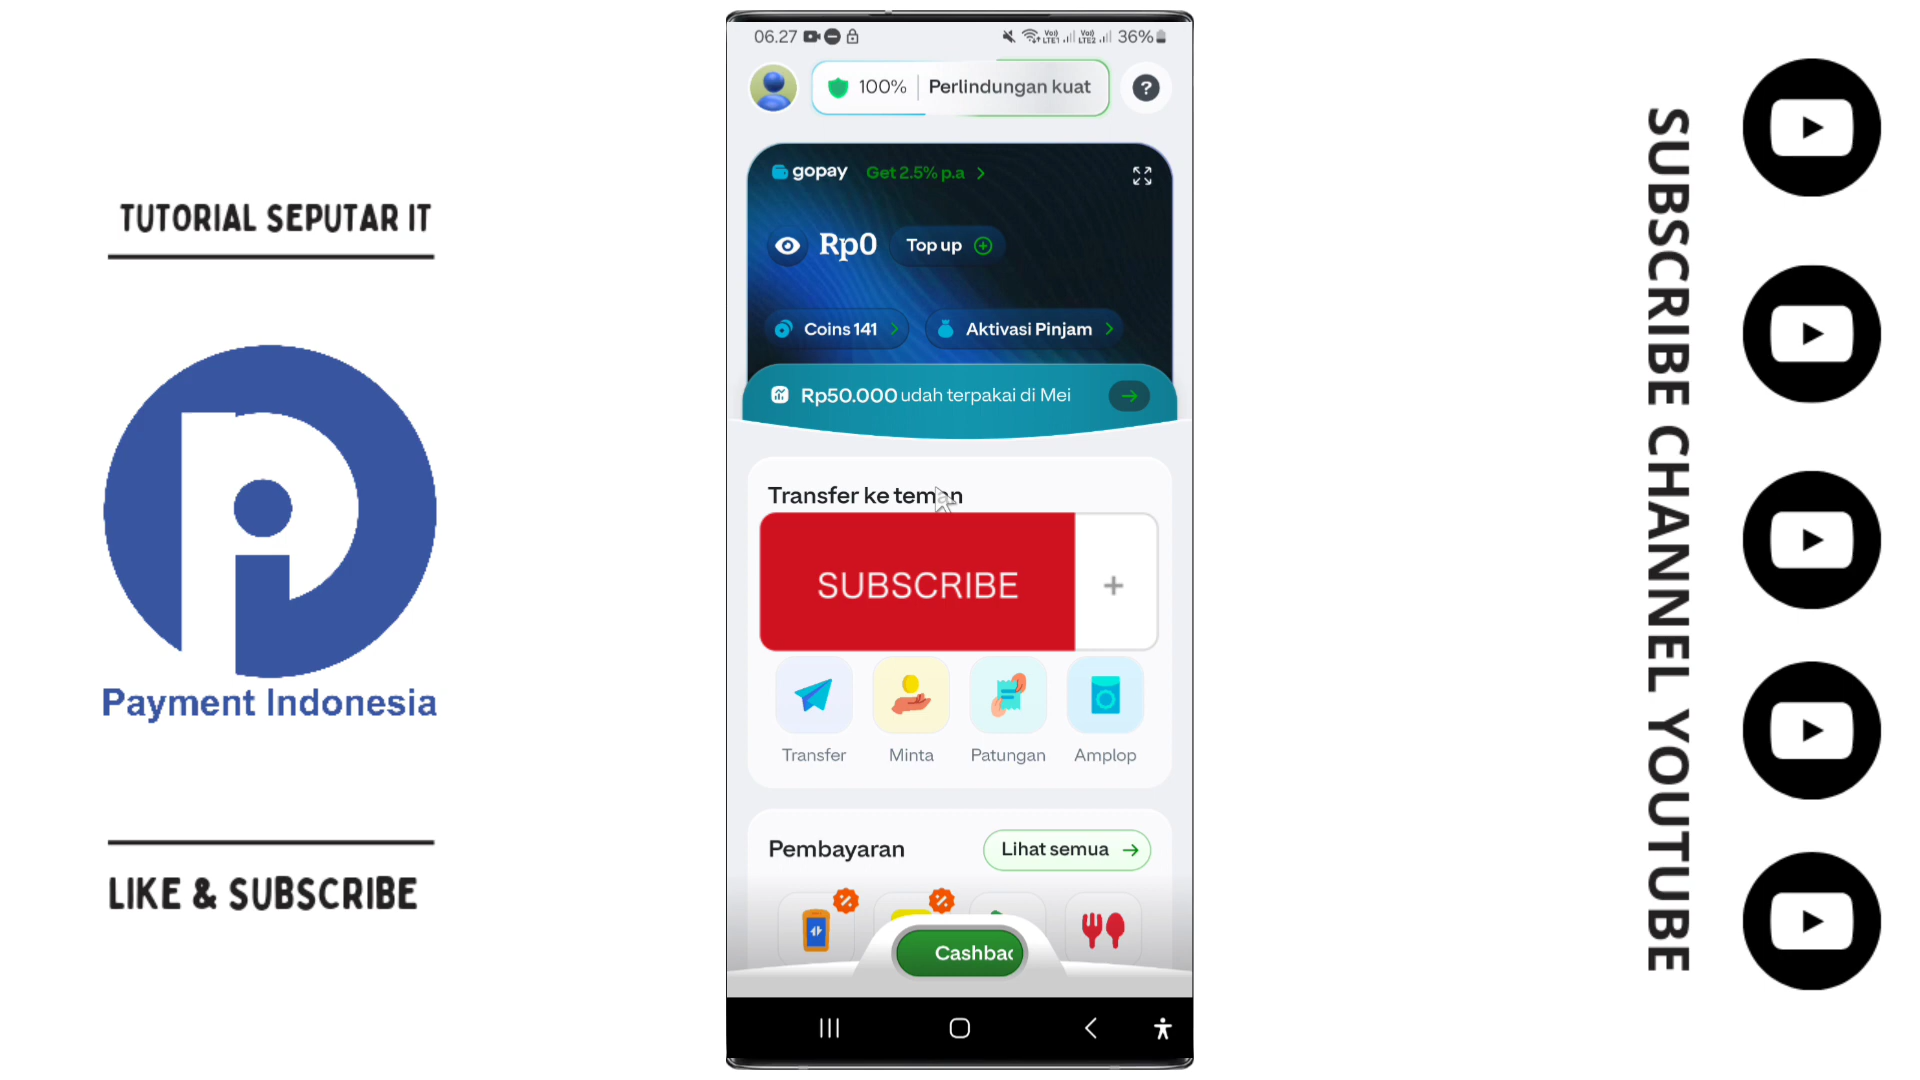 TUTORIAL SEPUTAR IT
Payment Indonesia
LIKE & SUBSCRIBE
06.27
36%
100% Perlindungan kuat
?
gopay Get 2.5% p.a
Rp0 Top up
Coins 141 Aktivasi Pinjam
Rp50.000 udah terpakai di Mei
Transfer ke teman
SUBSCRIBE +
Transfer Minta Patungan Amplop
Pembayaran Lihat semua
Cashbac
SUBSCRIBE CHANNEL YOUTUBE